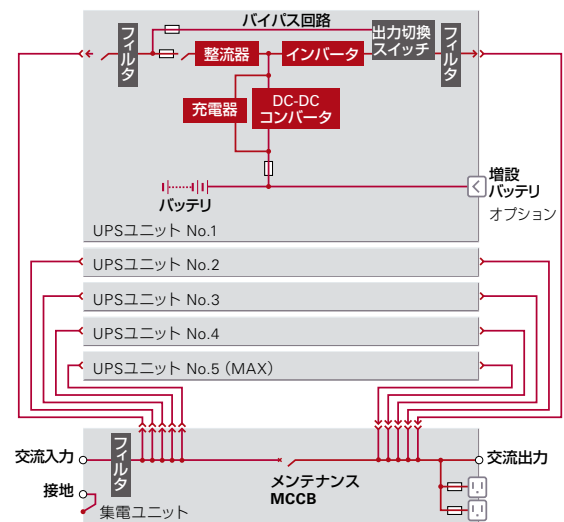 バイパス回路
フィルタ
整流器
インバータ
出力切換
スイッチ
フィルタ
充電器
DC-DC
コンバータ
バッテリ
増設
バッテリ
オプション
UPSユニット No.1
UPSユニット No.2
UPSユニット No.3
UPSユニット No.4
UPSユニット No.5（MAX）
交流入力
フィルタ
交流出力
メンテナンス
MCCB
接地
集電ユニット